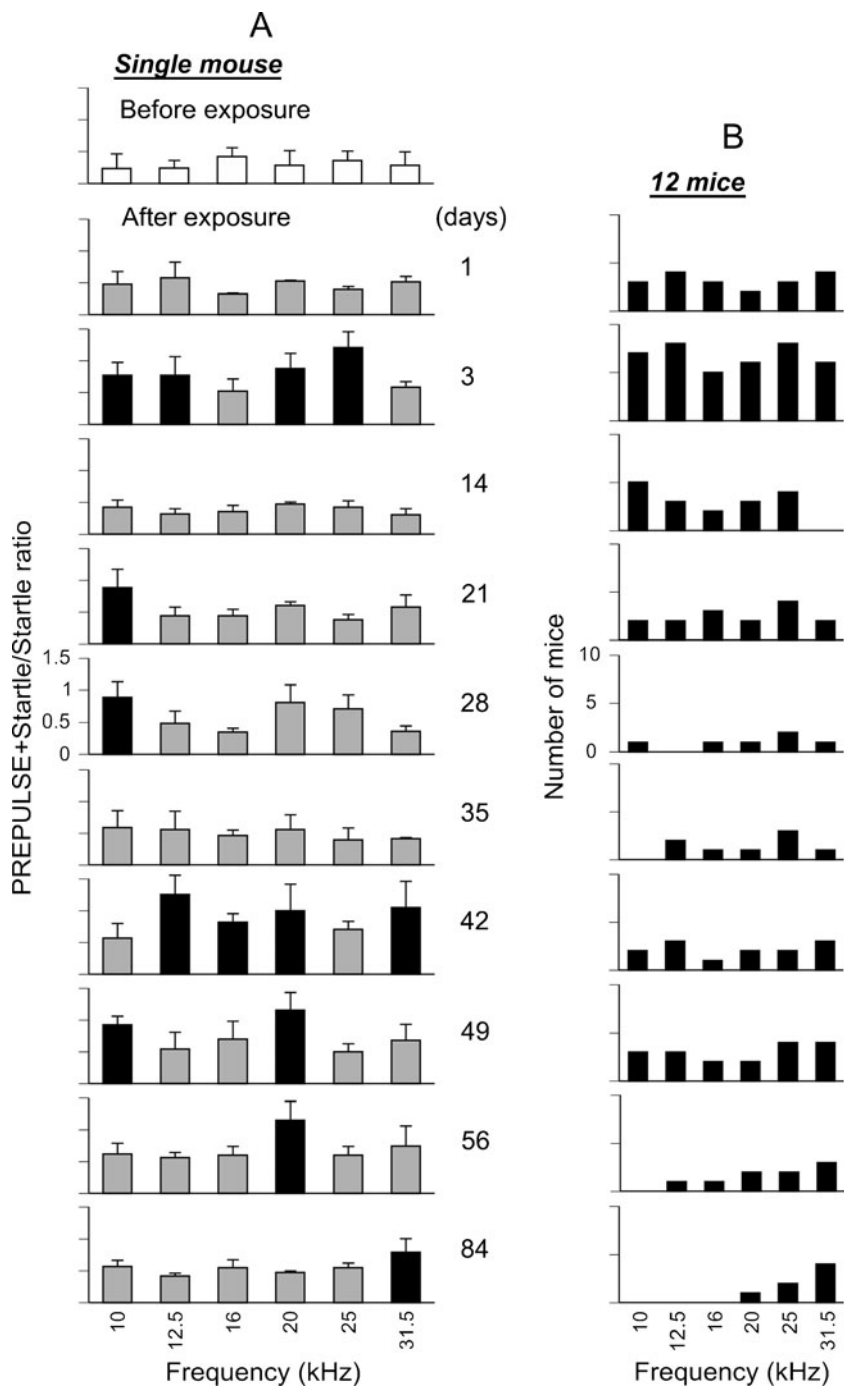 A
Single mouse
Before exposure
B
12 mice
After exposure
(days)
1
3
14
21
1.5
1
0.5
0
28
10
5
0
35
42
49
56
84
PREPULSE+Startle/Startle ratio
Number of mice
10 12.5 16 20 25 31.5
Frequency (kHz)
10 12.5 16 20 25 31.5
Frequency (kHz)